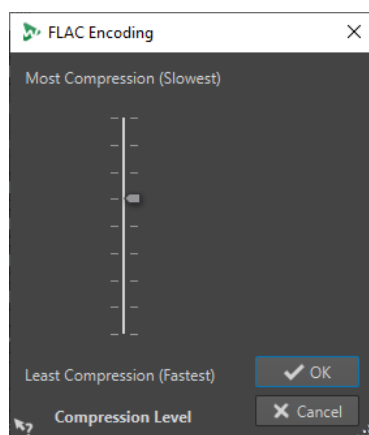 FLAC Encoding
Most Compression (Slowest)
Least Compression (Fastest)
OK
Compression Level
Cancel